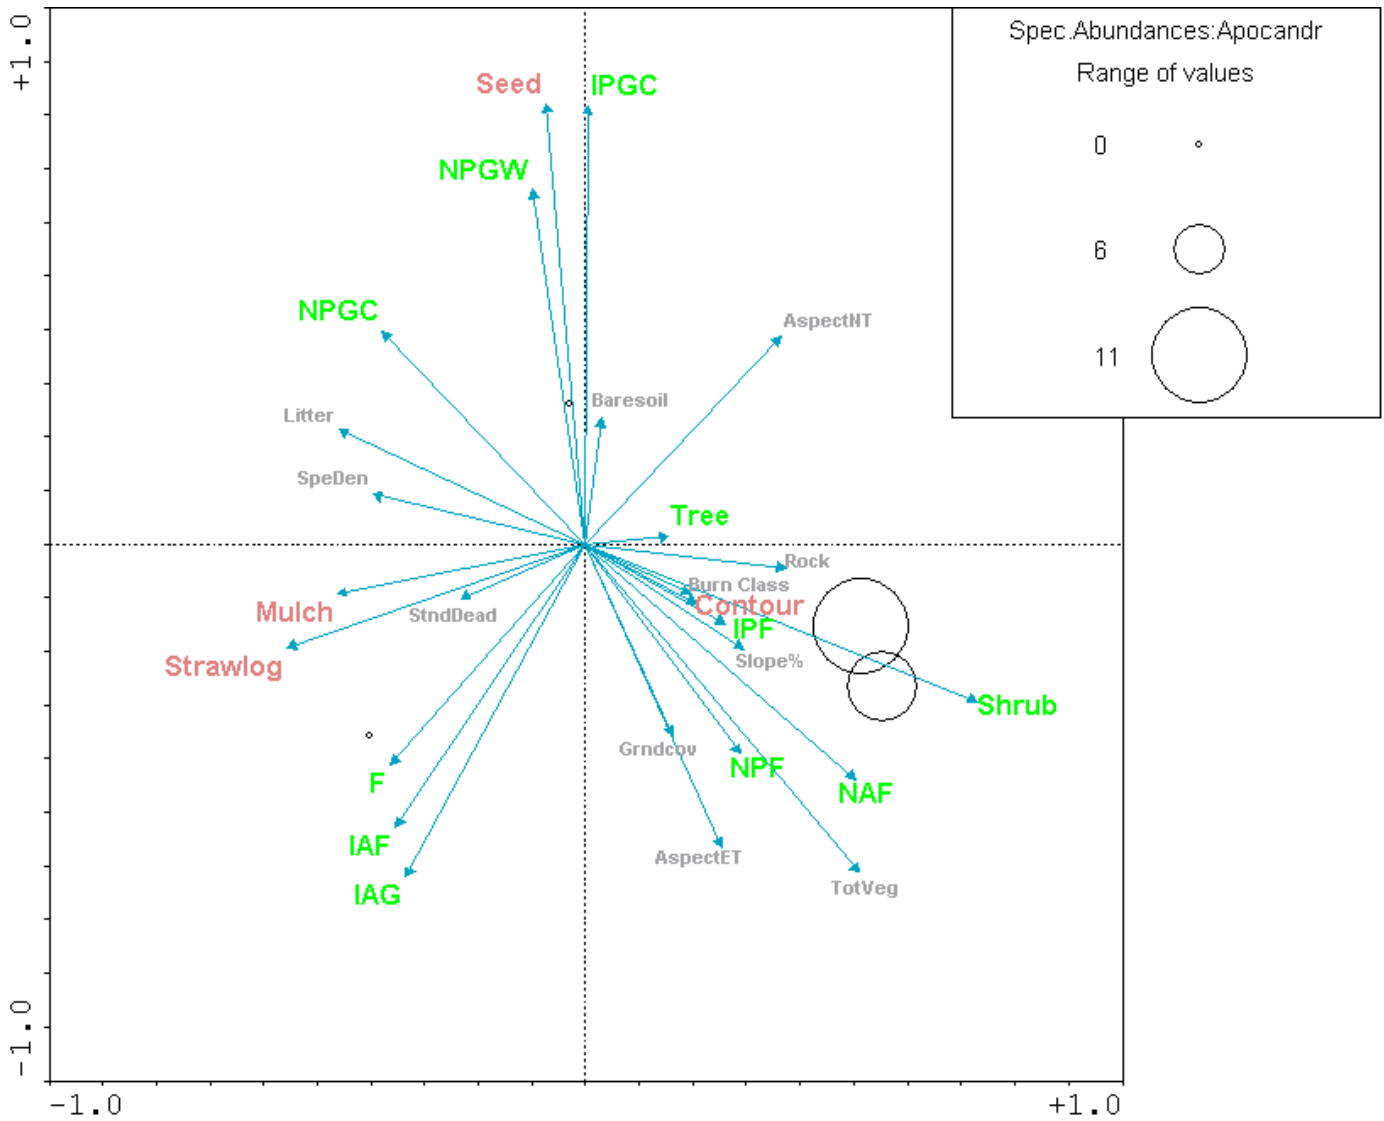 +1.0
Spec.Abundances:Apocandr
Range of values
0
6
11
Seed
IPGC
NPGW
NPGC
AspectNT
Litter
Baresoil
SpeDen
Tree
Rock
Burn Class
Mulch
StndDead
Contour
IPF
Strawlog
Slope%
Shrub
Grndcov
F
NPF
NAF
IAF
AspectET
IAG
TotVeg
-1.0
-1.0
+1.0